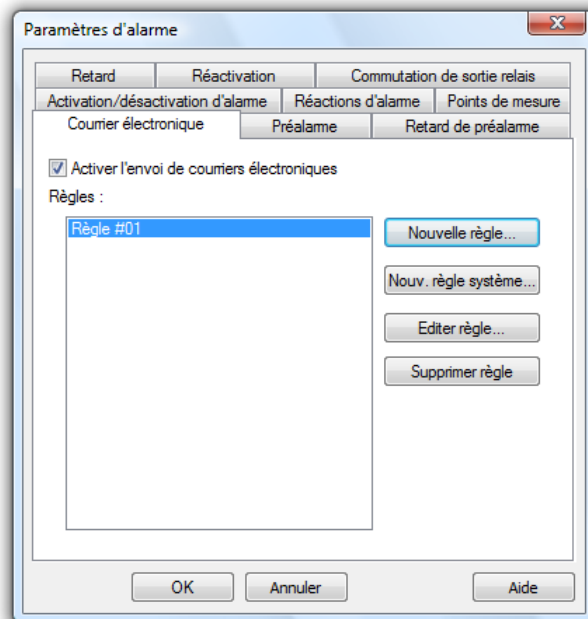 Paramètres d'alarme
Retard Réactivation Commutation de sortie relais
Activation/désactivation d'alarme Réactions d'alarme Points de mesure
Courrier électronique Préalarme Retard de préalarme
Activer l'envoi de courriers électroniques
Règles :
Règle #01
Nouvelle règle...
Nouv. règle système...
Editer règle...
Supprimer règle
OK Annuler Aide